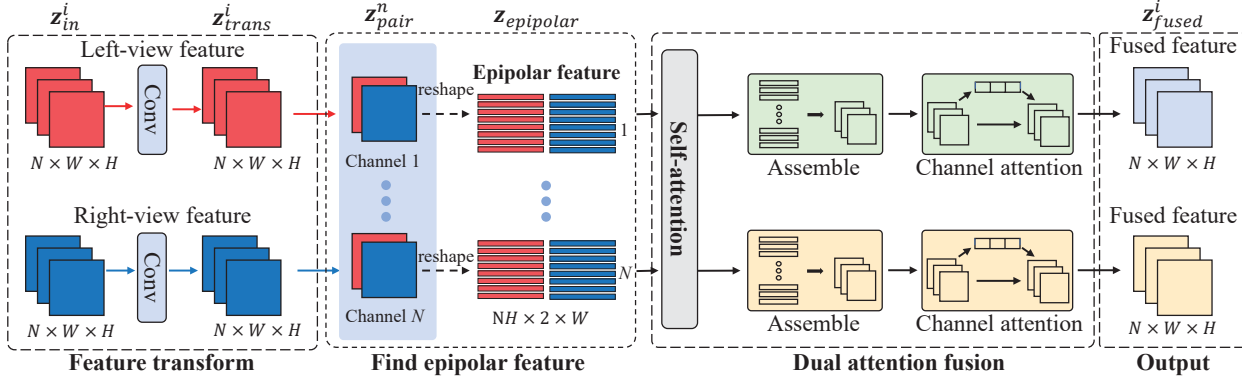 z^i_in
z^i_trans
z^n_pair
z_epipolar
z^i_fused
Left-view feature
Conv
N × W × H
N × W × H
Right-view feature
Conv
N × W × H
N × W × H
Feature transform
Channel 1
reshape
Epipolar feature
1
Channel N
reshape
N
NH × 2 × W
Find epipolar feature
Self-attention
Assemble
Channel attention
Assemble
Channel attention
Dual attention fusion
Fused feature
N × W × H
Fused feature
N × W × H
Output